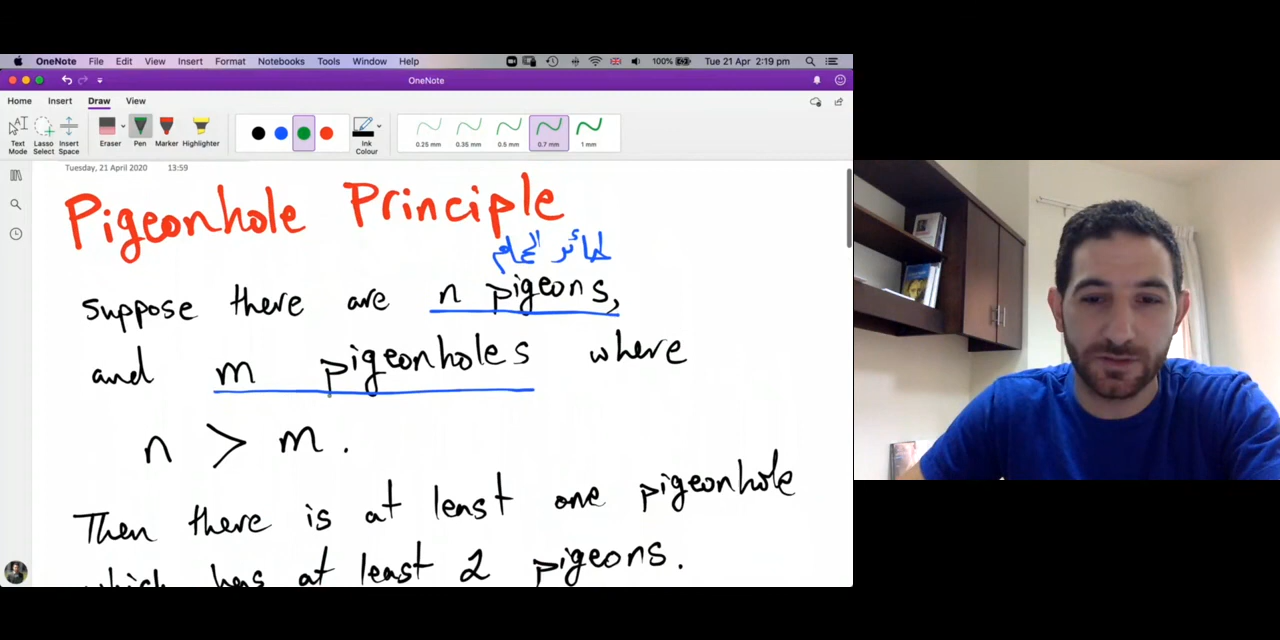 OneNote File Edit View Insert Format Notebooks Tools Window Help 100% Tue 21 Apr 2:19 pm
OneNote
Home Insert Draw View
Text Mode Lasso Select Insert Space Eraser Pen Marker Highlighter Ink Colour 0.25 mm 0.35 mm 0.5 mm 0.7 mm 1 mm
Tuesday, 21 April 2020 13:59
Pigeonhole Principle
طائر الحمام
Suppose there are n pigeons,
and m pigeonholes where
n > m.
Then there is at least one pigeonhole
which has at least 2 pigeons.